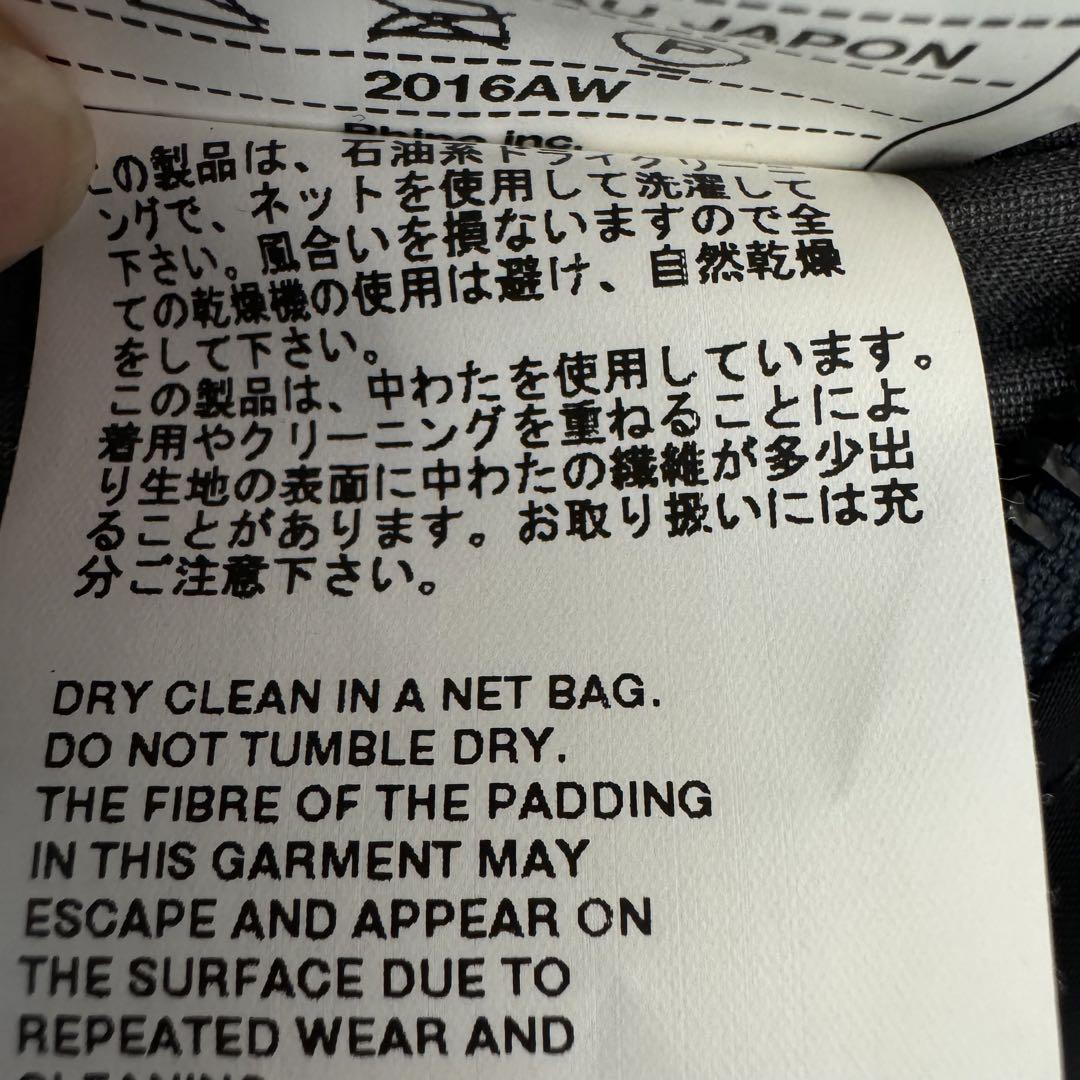 AU JAPON
P
2016AW
Rhino inc.
この製品は、石油系ドライクリーニ
ングで、ネットを使用して洗濯して
下さい。風合いを損ないますので全
ての乾燥機の使用は避け、自然乾燥
をして下さい。
この製品は、中わたを使用しています。
着用やクリーニングを重ねることによ
り生地の表面に中わたの繊維が多少出
ることがあります。お取り扱いには充
分ご注意下さい。
DRY CLEAN IN A NET BAG.
DO NOT TUMBLE DRY.
THE FIBRE OF THE PADDING
IN THIS GARMENT MAY
ESCAPE AND APPEAR ON
THE SURFACE DUE TO
REPEATED WEAR AND
CLEANING